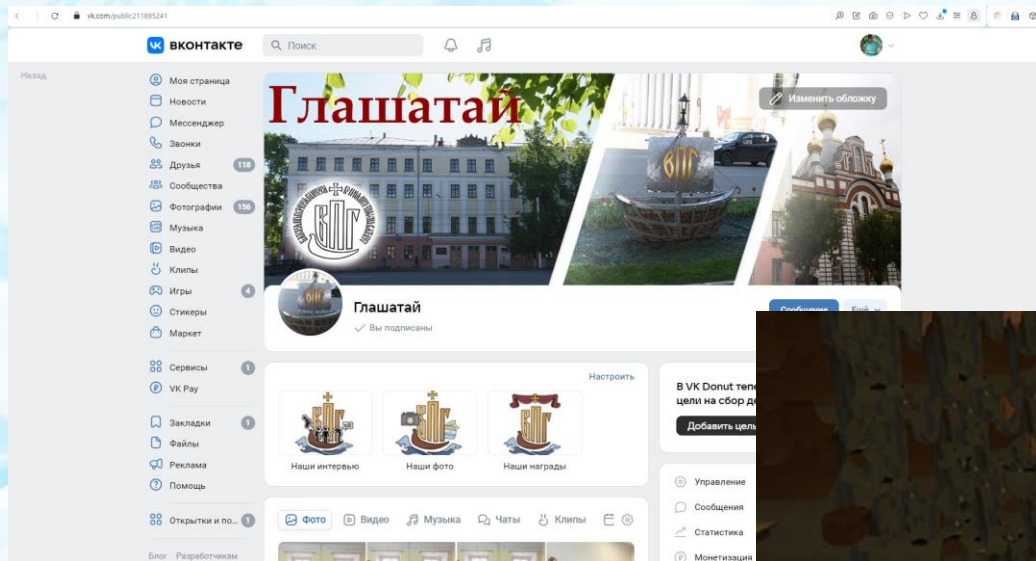 vk.com/public211895241
ВКОНТАКТЕ
Поиск
Назад
Моя страница
Новости
Мессенджер
Звонки
Друзья 118
Сообщества
Фотографии 156
Музыка
Видео
Клипы
Игры 4
Стикеры
Маркет
Сервисы 1
VK Pay
Закладки 1
Файлы
Реклама
Помощь
Открытки и по... 1
Блог Разработчикам
Глашатай
Изменить обложку
ВПГ
ВПГ
Глашатай
Вы подписаны
Сообщение Ещё
Настроить
Наши интервью Наши фото Наши награды
Фото Видео Музыка Чаты Клипы
В VK Donut
цели на сбор
Добавить
Управление
Сообщения
Статистика
Монетизация